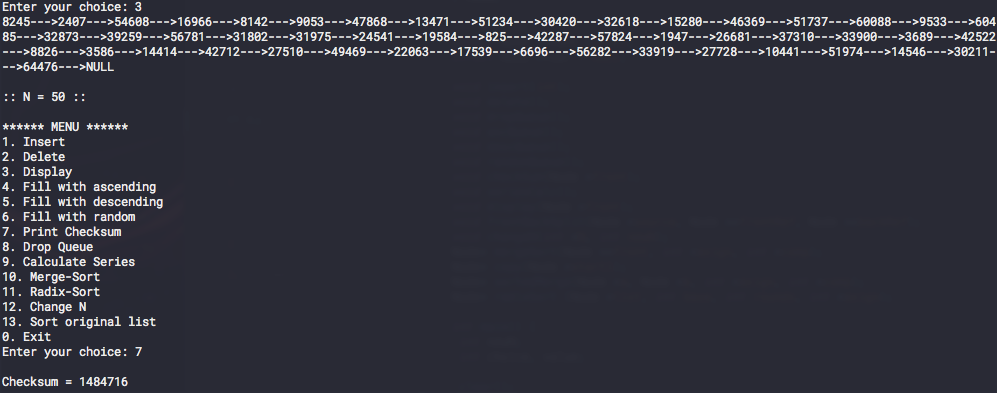 Enter your choice: 3
8245--->2407--->54608--->16966--->8142--->9053--->47868--->13471--->51234--->30420--->32618--->15280--->46369--->51737--->60088--->9533--->604
85--->32873--->39259--->56781--->31802--->31975--->24541--->19584--->825--->42287--->57824--->1947--->26681--->37310--->33900--->3689--->42522
--->8826--->3586--->14414--->42712--->27510--->49469--->22063--->17539--->6696--->56282--->33919--->27728--->10441--->51974--->14546--->30211-
-->64476--->NULL
:: N = 50 ::
****** MENU ******
1. Insert
2. Delete
3. Display
4. Fill with ascending
5. Fill with descending
6. Fill with random
7. Print Checksum
8. Drop Queue
9. Calculate Series
10. Merge-Sort
11. Radix-Sort
12. Change N
13. Sort original list
0. Exit
Enter your choice: 7
Checksum = 1484716